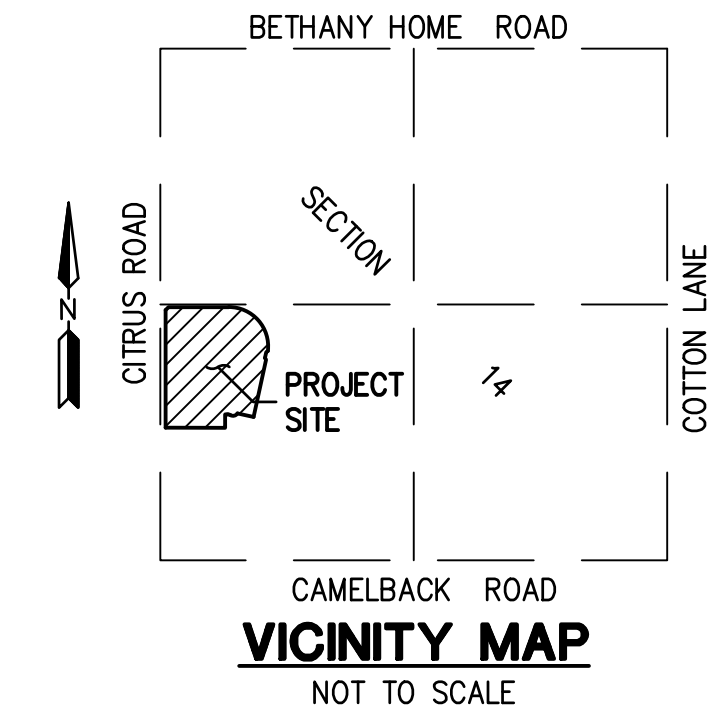 BETHANY HOME ROAD
SECTION
CITRUS ROAD
N
COTTON LANE
14
PROJECT
SITE
CAMELBACK ROAD
VICINITY MAP
NOT TO SCALE